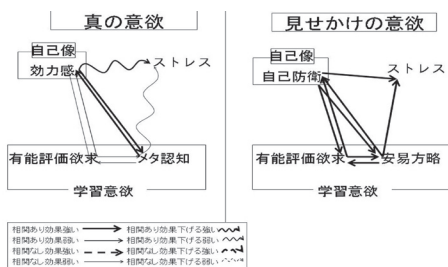 真の意欲
自己像
効力感
ストレス
有能評価欲求
メタ認知
学習意欲
見せかけの意欲
自己像
自己防衛
ストレス
有能評価欲求
安易方略
学習意欲
相関あり効果強い
相関あり効果下げる強い
相関あり効果弱い
相関あり効果下げる弱い
相関なし効果強い
相関なし効果下げる強い
相関なし効果弱い
相関なし効果下げる弱い